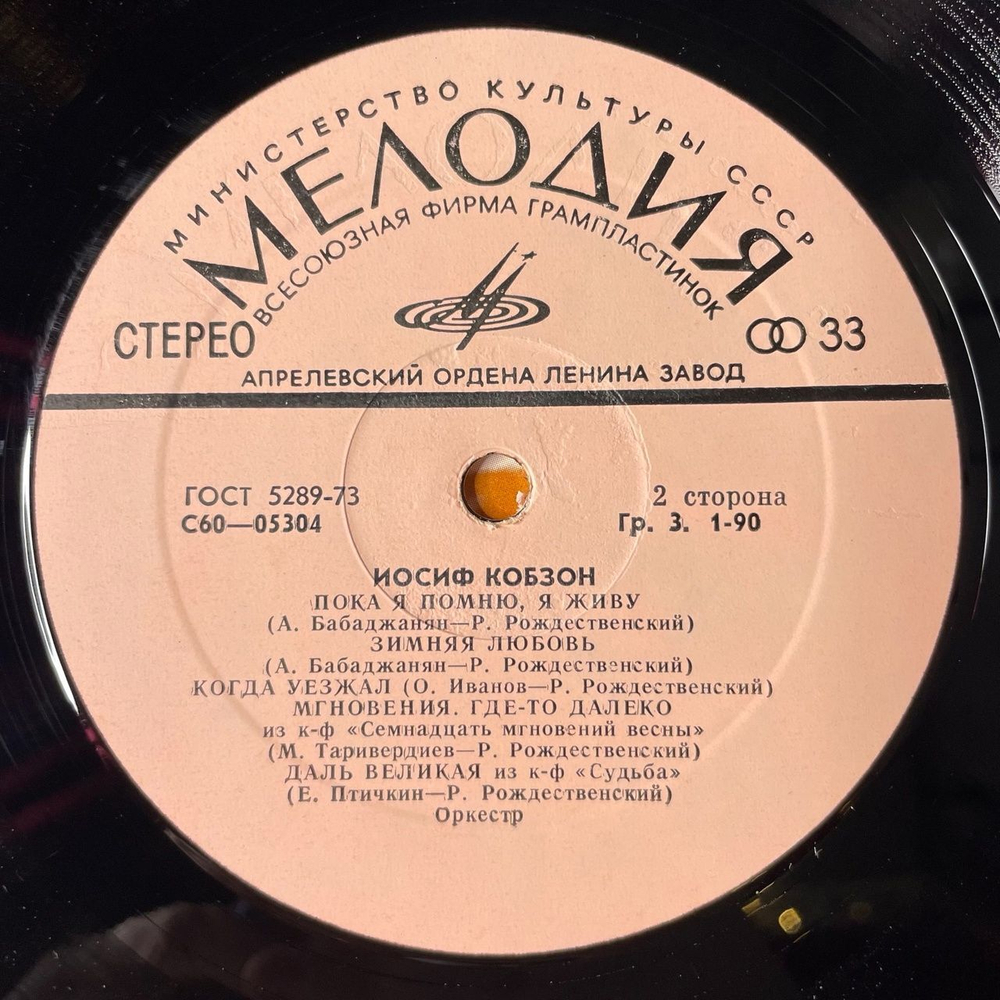 МИНИСТЕРСТВО КУЛЬТУРЫ СССР
МЕЛОДИЯ
ВСЕСОЮЗНАЯ ФИРМА ГРАМПЛАСТИНОК
СТЕРЕО
33
АПРЕЛЕВСКИЙ ОРДЕНА ЛЕНИНА ЗАВОД
ГОСТ 5289-73
2 сторона
С60—05304
Гр. 3. 1-90
ИОСИФ КОБЗОН
ПОКА Я ПОМНЮ, Я ЖИВУ
(А. Бабаджанян—Р. Рождественский)
ЗИМНЯЯ ЛЮБОВЬ
(А. Бабаджанян—Р. Рождественский)
КОГДА УЕЗЖАЛ (О. Иванов—Р. Рождественский)
МГНОВЕНИЯ. ГДЕ-ТО ДАЛЕКО
из к-ф «Семнадцать мгновений весны»
(М. Таривердиев—Р. Рождественский)
ДАЛЬ ВЕЛИКАЯ из к-ф «Судьба»
(Е. Птичкин—Р. Рождественский)
Оркестр